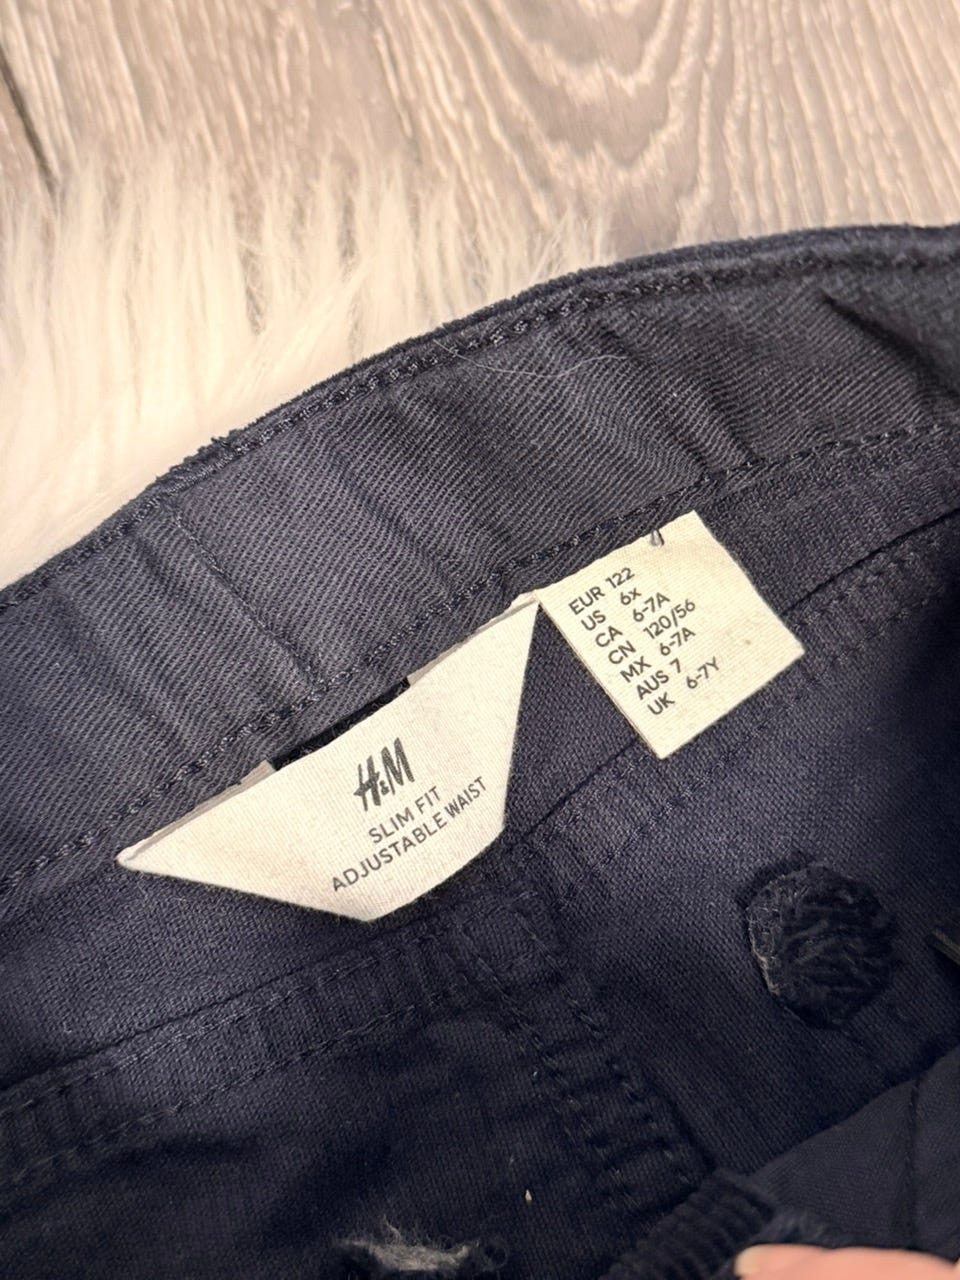 H&M
SLIM FIT
ADJUSTABLE WAIST
EUR 122
US 6x
CA 6-7A
CN 120/56
MX 6-7A
AUS 7
UK 6-7Y